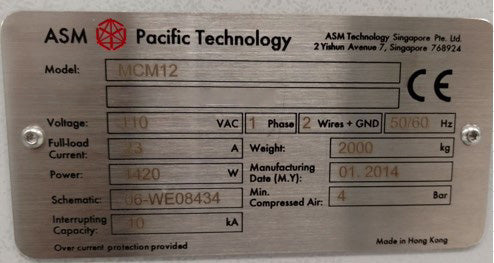 ASM Pacific Technology
ASM Technology Singapore Pte. Ltd.
2 Yishun Avenue 7, Singapore 768924
Model: MCM12
CE
Voltage: 110 VAC 1 Phase 2 Wires + GND 50/60 Hz
Full-load Current: A Weight: 2000 kg
Power: 1420 W Manufacturing Date (M.Y): 01.2014
Schematic: 06-WE08434 Min. Compressed Air: 4 Bar
Interrupting Capacity: 10 kA
Over current protection provided
Made in Hong Kong